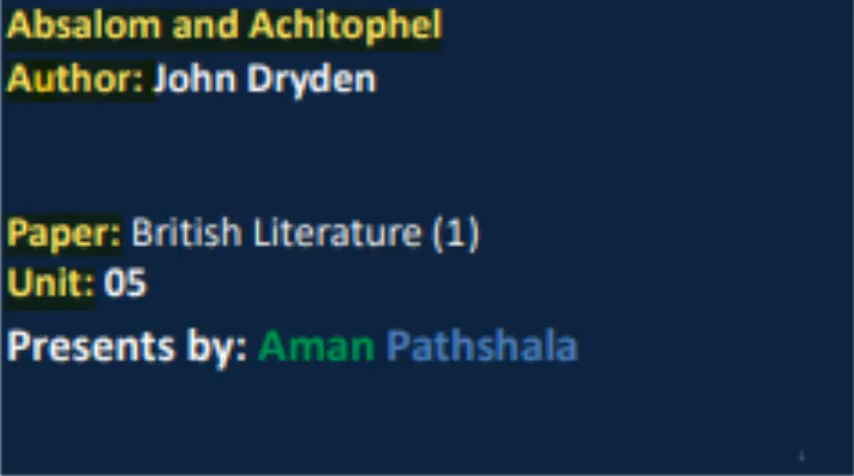 Absalom and Achitophel
Author: John Dryden
Paper: British Literature (1)
Unit: 05
Presents by: Aman Pathshala